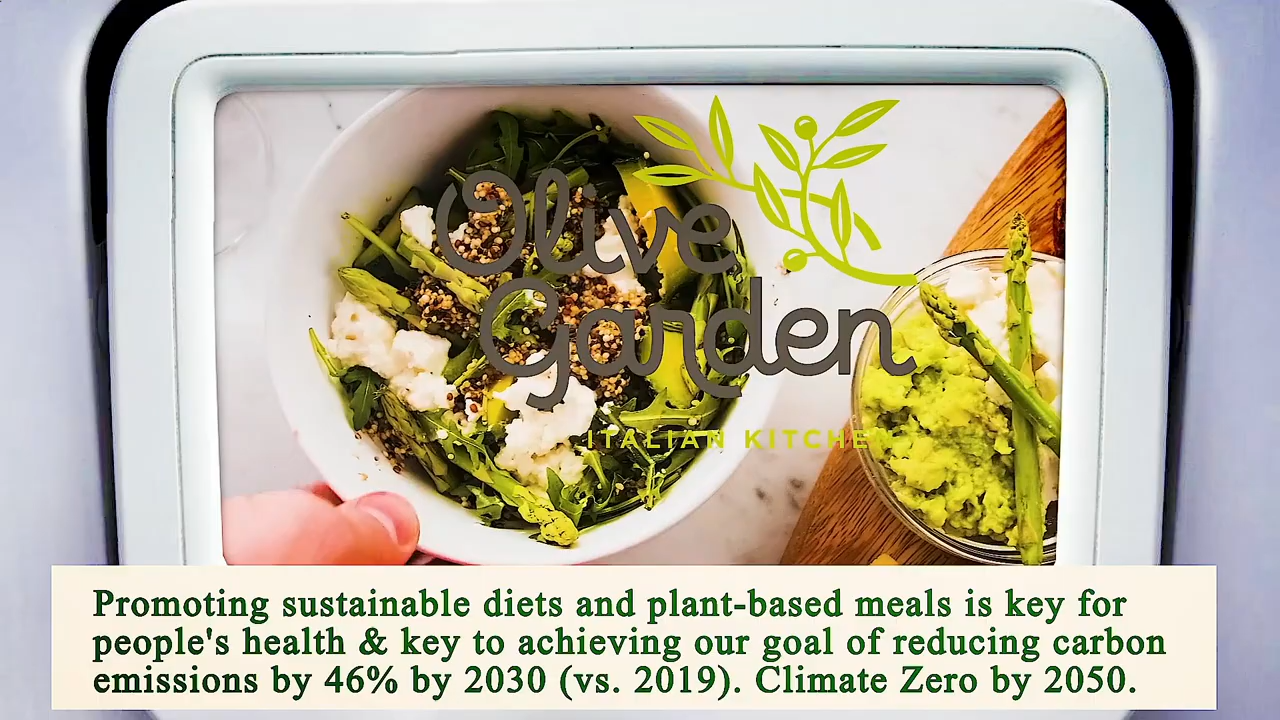 Olive
Garden
ITALIAN KITCHEN
Promoting sustainable diets and plant-based meals is key for
people's health & key to achieving our goal of reducing carbon
emissions by 46% by 2030 (vs. 2019). Climate Zero by 2050.